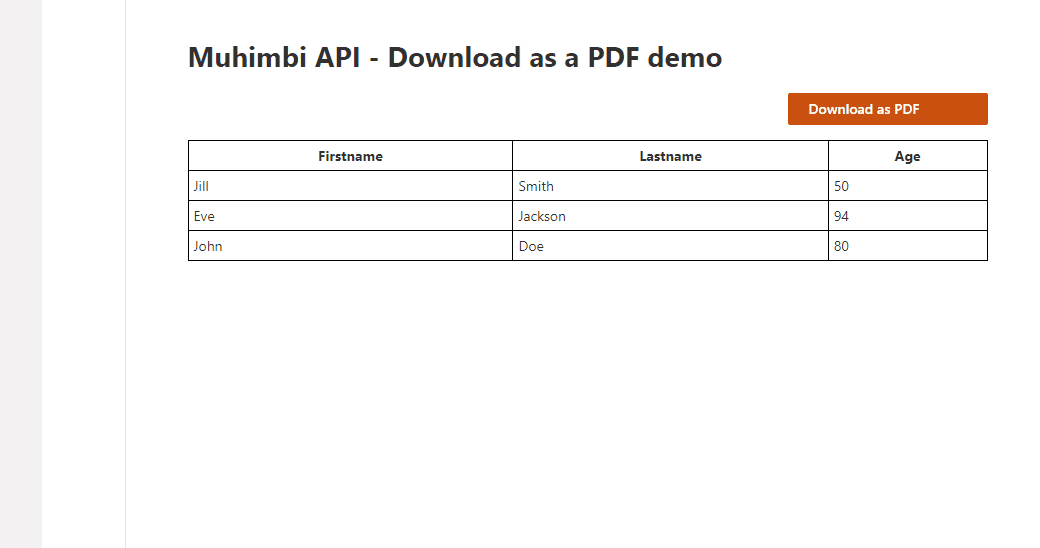 Muhimbi API - Download as a PDF demo
Download as PDF
Firstname Lastname Age
Jill Smith 50
Eve Jackson 94
John Doe 80